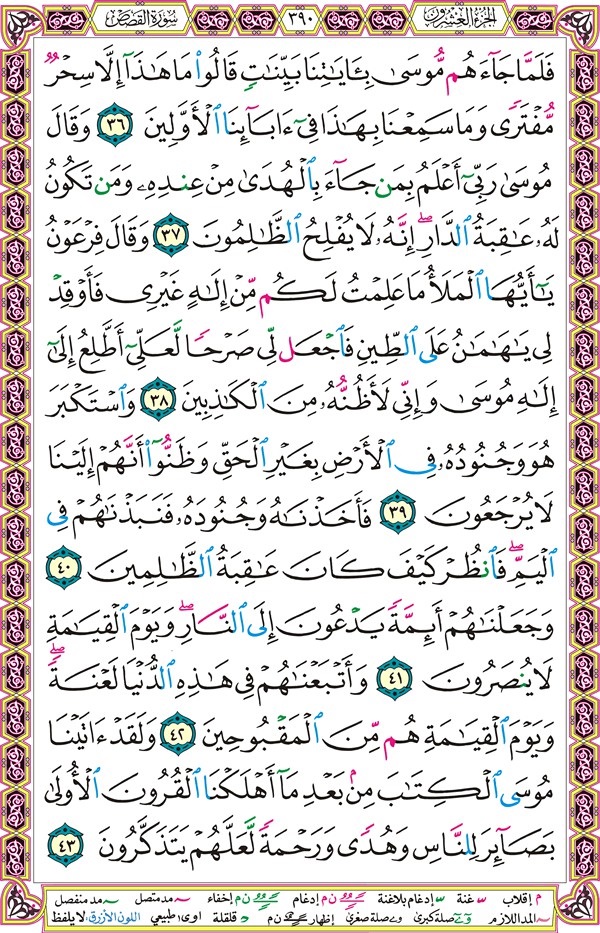 الجزء العشرون ٣٩٠ سورة القصص
فَلَمَّا جَآءَهُم مُّوسَىٰ بِـَٔايَـٰتِنَا بَيِّنَـٰتٍ قَالُوا۟ مَا هَـٰذَآ إِلَّا سِحْرٌ
مُّفْتَرًى وَمَا سَمِعْنَا بِهَـٰذَا فِىٓ ءَابَآئِنَا ٱلْأَوَّلِينَ ٣٦ وَقَالَ
مُوسَىٰ رَبِّىٓ أَعْلَمُ بِمَن جَآءَ بِٱلْهُدَىٰ مِنْ عِندِهِۦ وَمَن تَكُونُ
لَهُۥ عَـٰقِبَةُ ٱلدَّارِ ۖ إِنَّهُۥ لَا يُفْلِحُ ٱلظَّـٰلِمُونَ ٣٧ وَقَالَ فِرْعَوْنُ
يَـٰٓأَيُّهَا ٱلْمَلَأُ مَا عَلِمْتُ لَكُم مِّنْ إِلَـٰهٍ غَيْرِى فَأَوْقِدْ
لِى يَـٰهَـٰمَـٰنُ عَلَى ٱلطِّينِ فَٱجْعَل لِّى صَرْحًا لَّعَلِّىٓ أَطَّلِعُ إِلَىٰٓ
إِلَـٰهِ مُوسَىٰ وَإِنِّى لَأَظُنُّهُۥ مِنَ ٱلْكَـٰذِبِينَ ٣٨ وَٱسْتَكْبَرَ
هُوَ وَجُنُودُهُۥ فِى ٱلْأَرْضِ بِغَيْرِ ٱلْحَقِّ وَظَنُّوٓا۟ أَنَّهُمْ إِلَيْنَا
لَا يُرْجَعُونَ ٣٩ فَأَخَذْنَـٰهُ وَجُنُودَهُۥ فَنَبَذْنَـٰهُمْ فِى
ٱلْيَمِّ ۖ فَٱنظُرْ كَيْفَ كَانَ عَـٰقِبَةُ ٱلظَّـٰلِمِينَ ٤٠
وَجَعَلْنَـٰهُمْ أَئِمَّةً يَدْعُونَ إِلَى ٱلنَّارِ ۖ وَيَوْمَ ٱلْقِيَـٰمَةِ
لَا يُنصَرُونَ ٤١ وَأَتْبَعْنَـٰهُمْ فِى هَـٰذِهِ ٱلدُّنْيَا لَعْنَةً ۖ
وَيَوْمَ ٱلْقِيَـٰمَةِ هُم مِّنَ ٱلْمَقْبُوحِينَ ٤٢ وَلَقَدْ ءَاتَيْنَا
مُوسَى ٱلْكِتَـٰبَ مِنۢ بَعْدِ مَآ أَهْلَكْنَا ٱلْقُرُونَ ٱلْأُولَىٰ
بَصَآئِرَ لِلنَّاسِ وَهُدًى وَرَحْمَةً لَّعَلَّهُمْ يَتَذَكَّرُونَ ٤٣
م إقلاب غنة إدغام بلاغنة ن م إدغام ن م إخفاء مد متصل مد منفصل
المد اللازم صلة كبرى صلة صغرى إظهار ن م قلقلة اوى طبيعي اللون الأزرق: لا يلفظ